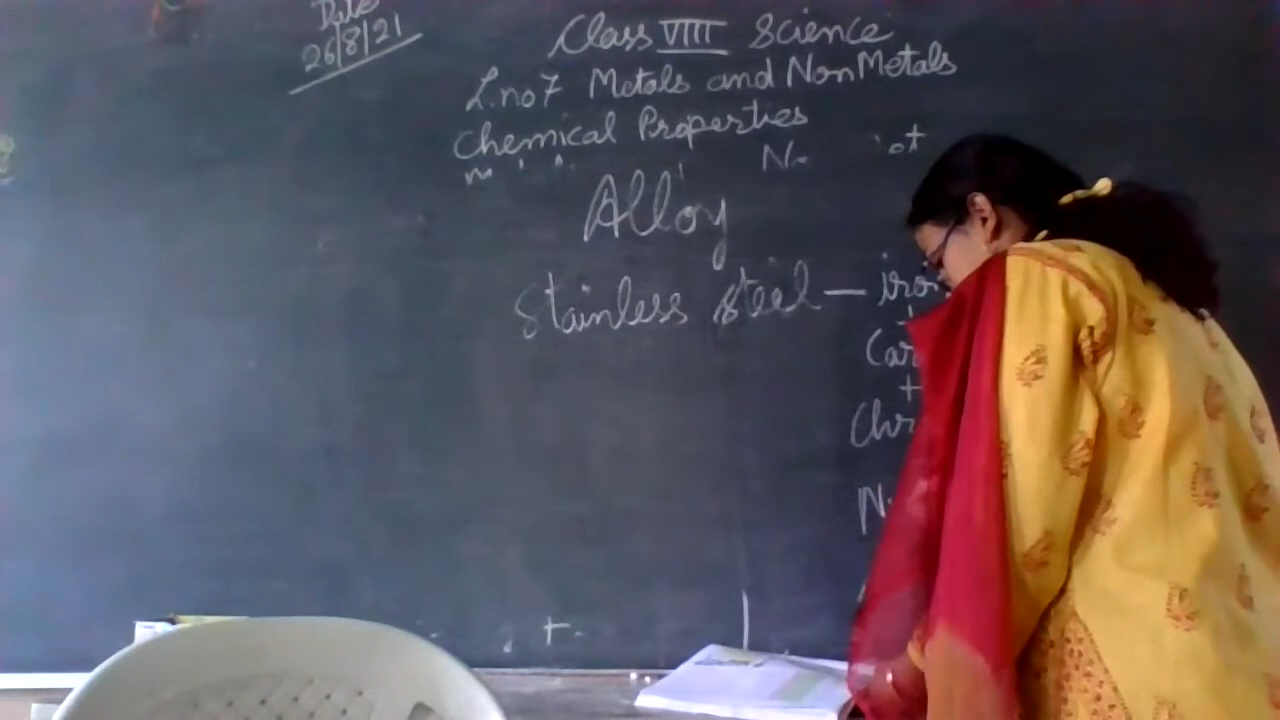 Date
26/8/21
Class VIII Science
L.no 7 Metals and Non Metals
Chemical Properties
Alloy
Stainless steel — iron
+
Car
+
Chr